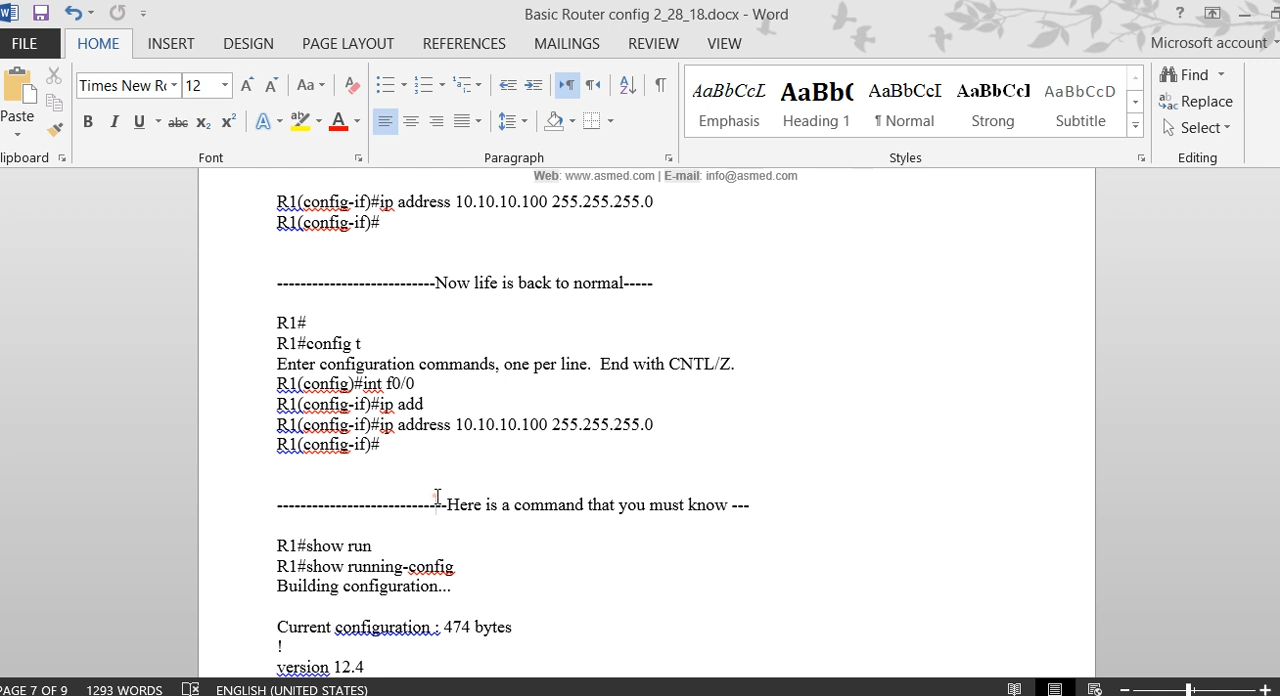 Basic Router config 2_28_18.docx - Word
?
FILE HOME INSERT DESIGN PAGE LAYOUT REFERENCES MAILINGS REVIEW VIEW Microsoft account
Times New Ro 12 Aa Find
Paste B I U abc X2 X2 A ab A AaBbCcL AaBb( AaBbCcI AaBbCcI AaBbCcD Replace
Emphasis Heading 1 ¶ Normal Strong Subtitle Select
lipboard Font Paragraph Styles Editing
Web: www.asmed.com | E-mail: info@asmed.com
R1(config-if)#ip address 10.10.10.100 255.255.255.0
R1(config-if)#
---------------------------Now life is back to normal-----
R1#
R1#config t
Enter configuration commands, one per line.  End with CNTL/Z.
R1(config)#int f0/0
R1(config-if)#ip add
R1(config-if)#ip address 10.10.10.100 255.255.255.0
R1(config-if)#
-----------------------------Here is a command that you must know ---
R1#show run
R1#show running-config
Building configuration...
Current configuration : 474 bytes
!
version 12.4
PAGE 7 OF 9 1293 WORDS ENGLISH (UNITED STATES)